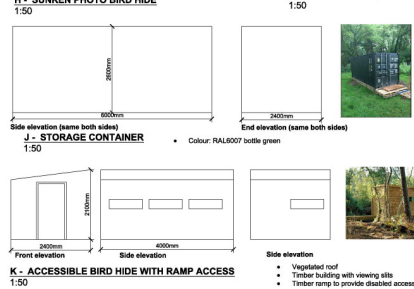 H - SUNKEN PHOTO BIRD HIDE
1:50
1:50
2600mm
6000mm
2400mm
Side elevation (same both sides)
End elevation (same both sides)
J - STORAGE CONTAINER
1:50
• Colour: RAL6007 bottle green
2100mm
2400mm
4000mm
Front elevation
Side elevation
Side elevation
K - ACCESSIBLE BIRD HIDE WITH RAMP ACCESS
1:50
• Vegetated roof
• Timber building with viewing slits
• Timber ramp to provide disabled access